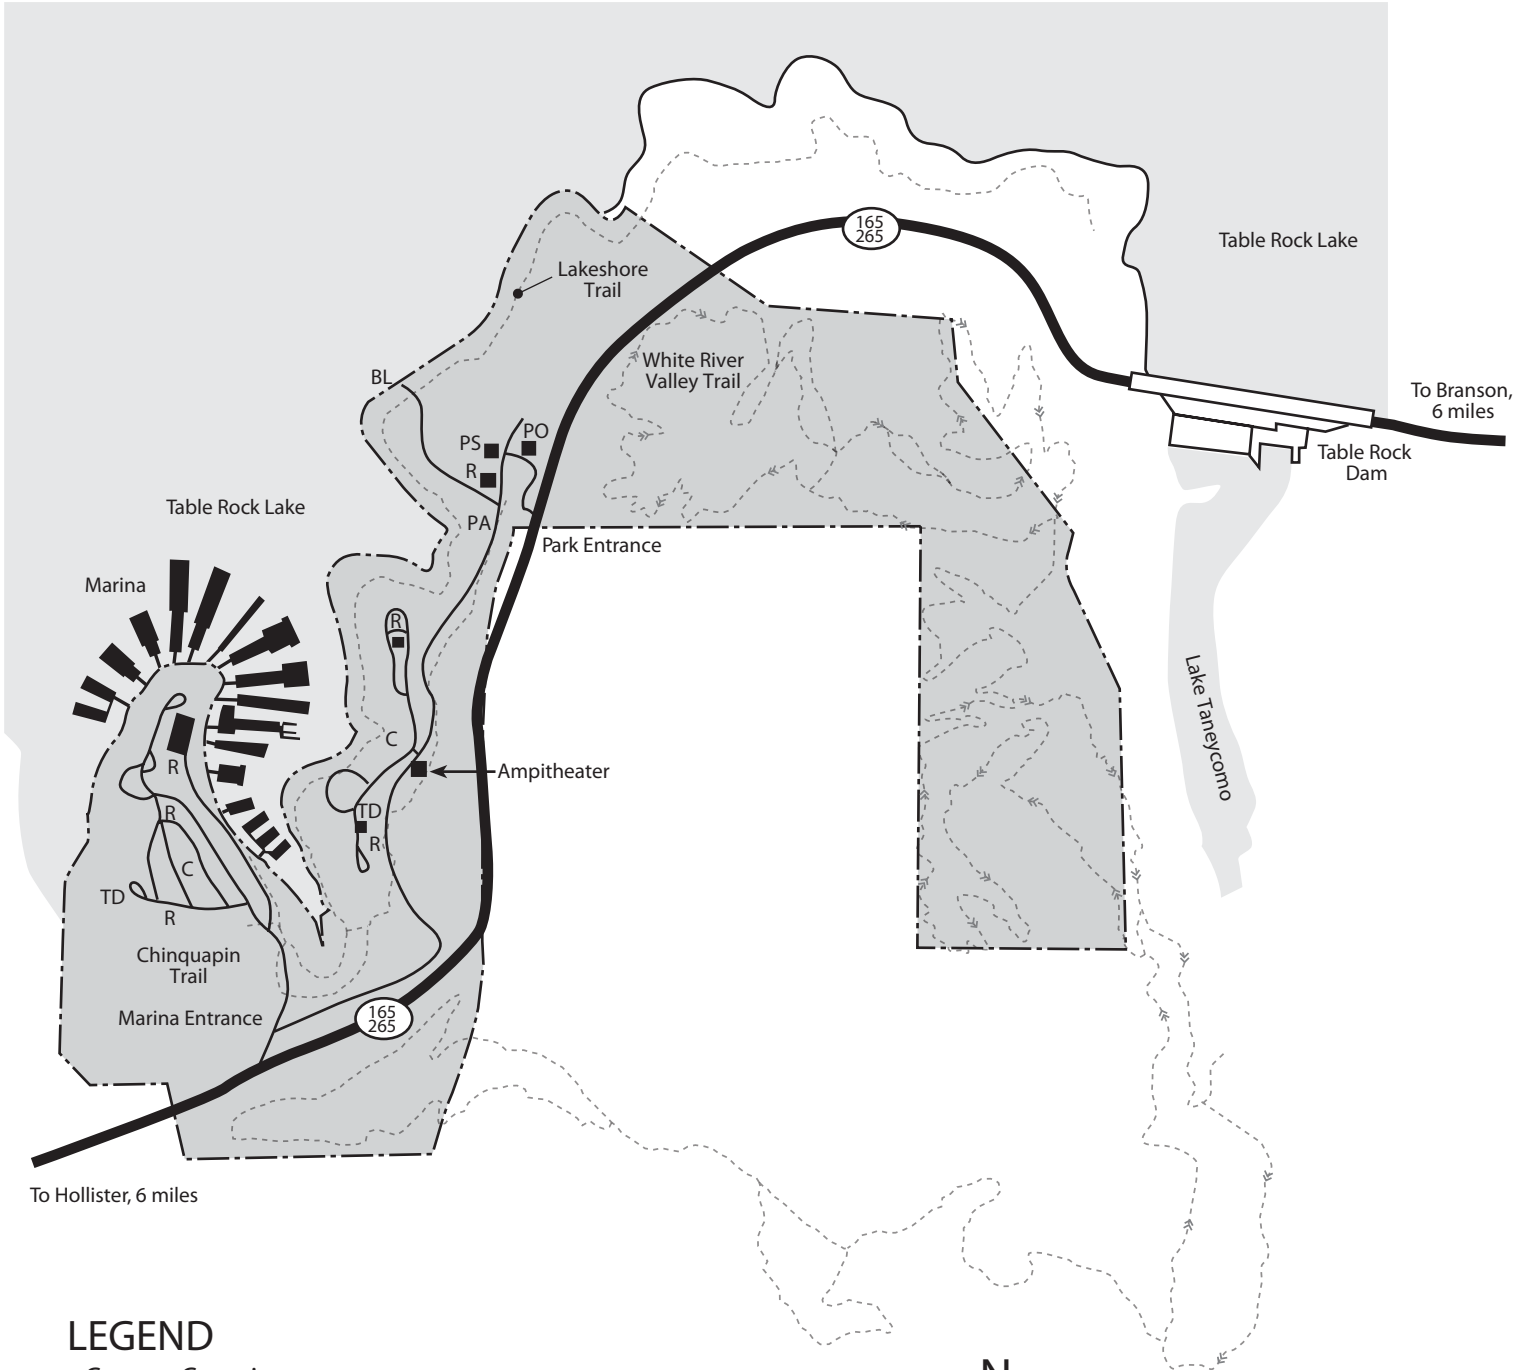 165
265
Table Rock Lake
Lakeshore
Trail
White River
Valley Trail
BL
To Branson,
6 miles
PS
PO
R
Table Rock
Dam
Table Rock Lake
PA
Park Entrance
Marina
R
Lake Taneycomo
C
R
Ampitheater
R
TD
R
C
TD
R
Chinquapin
Trail
Marina Entrance
165
265
To Hollister, 6 miles
LEGEND
N